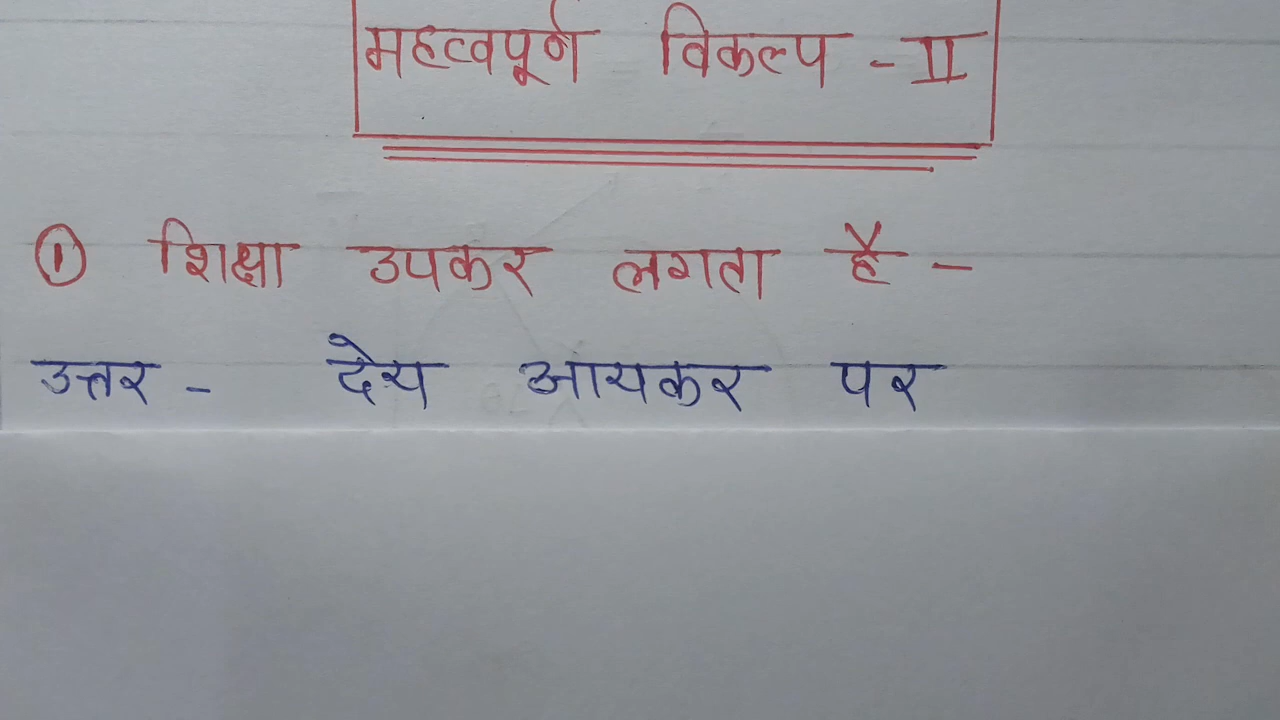 महत्वपूर्ण विकल्प - II
① शिक्षा उपकर लगता है -
उत्तर - देय आयकर पर